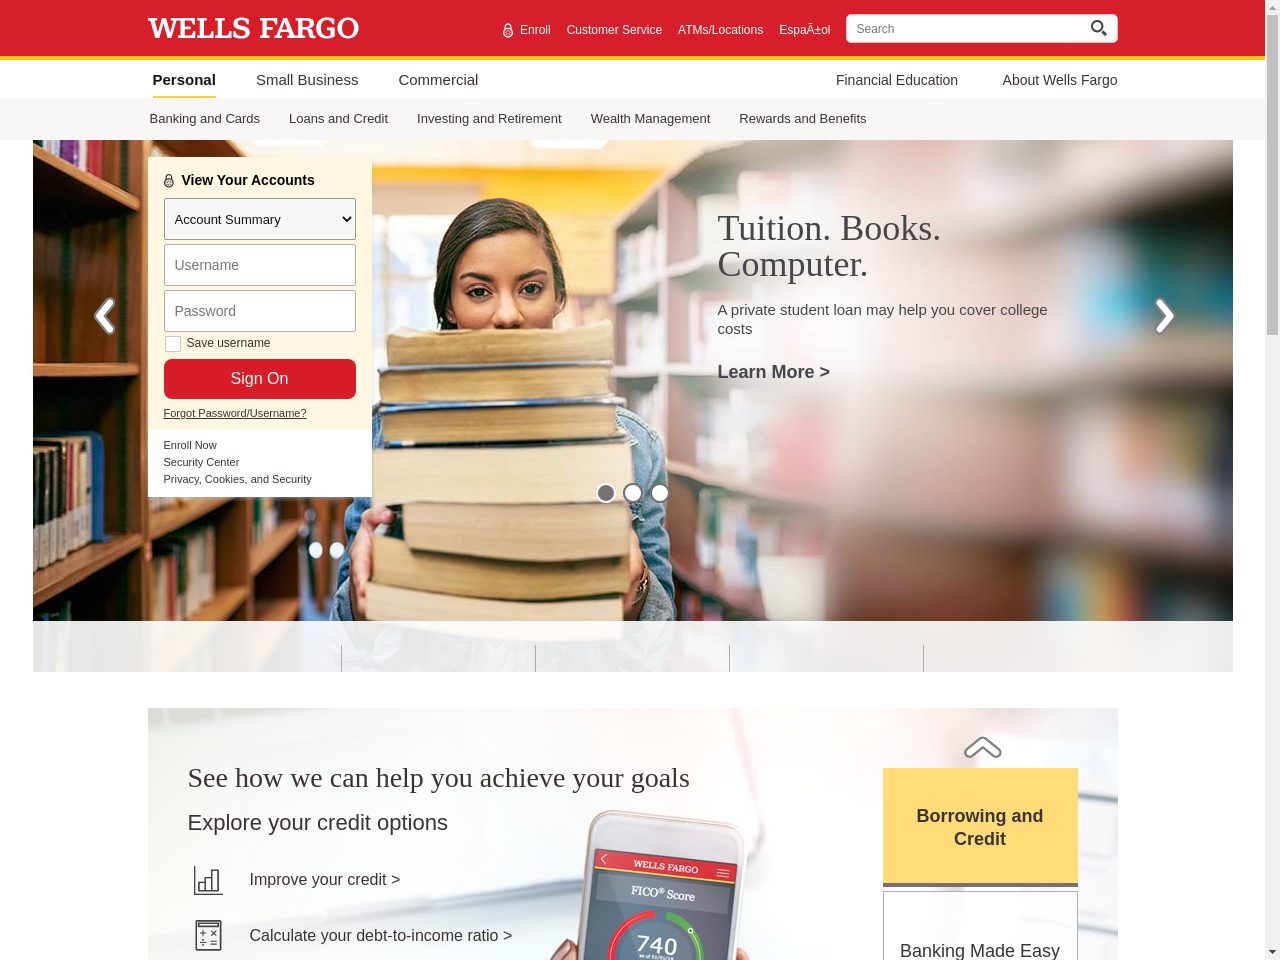 WELLS FARGO
Enroll
Customer Service
ATMs/Locations
EspaÃ±ol
Search
Personal
Small Business
Commercial
Financial Education
About Wells Fargo
Banking and Cards
Loans and Credit
Investing and Retirement
Wealth Management
Rewards and Benefits
View Your Accounts
Account Summary
Username
Password
Save username
Sign On
Forgot Password/Username?
Enroll Now
Security Center
Privacy, Cookies, and Security
Tuition. Books.
Computer.
A private student loan may help you cover college
costs
Learn More >
See how we can help you achieve your goals
Explore your credit options
Improve your credit >
Calculate your debt-to-income ratio >
WELLS FARGO
FICO® Score
740
as of 01/01/19
Borrowing and
Credit
Banking Made Easy